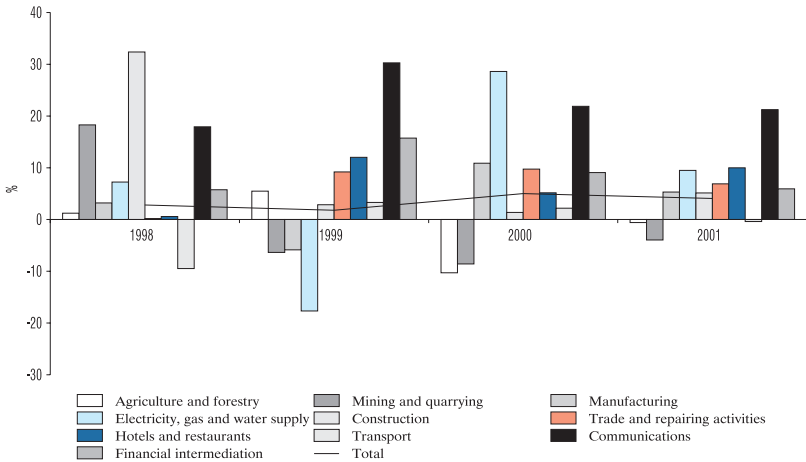 40
30
20
10
%
0
1998
1999
2000
2001
-10
-20
-30
Agriculture and forestry
Mining and quarrying
Manufacturing
Electricity, gas and water supply
Construction
Trade and repairing activities
Hotels and restaurants
Transport
Communications
Financial intermediation
Total